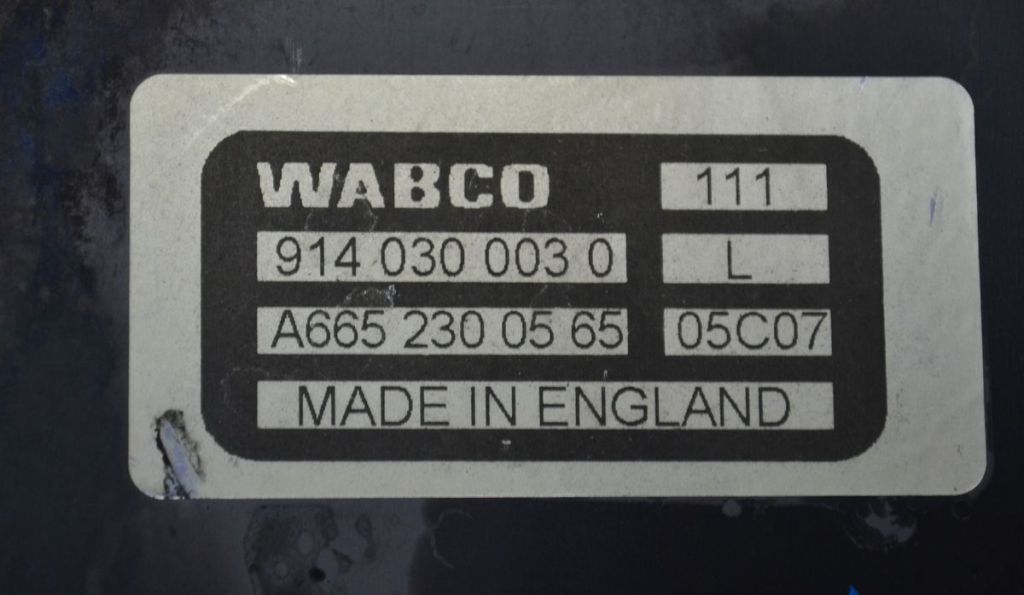 WABCO 111
914 030 003 0 L
A665 230 05 65 05C07
MADE IN ENGLAND